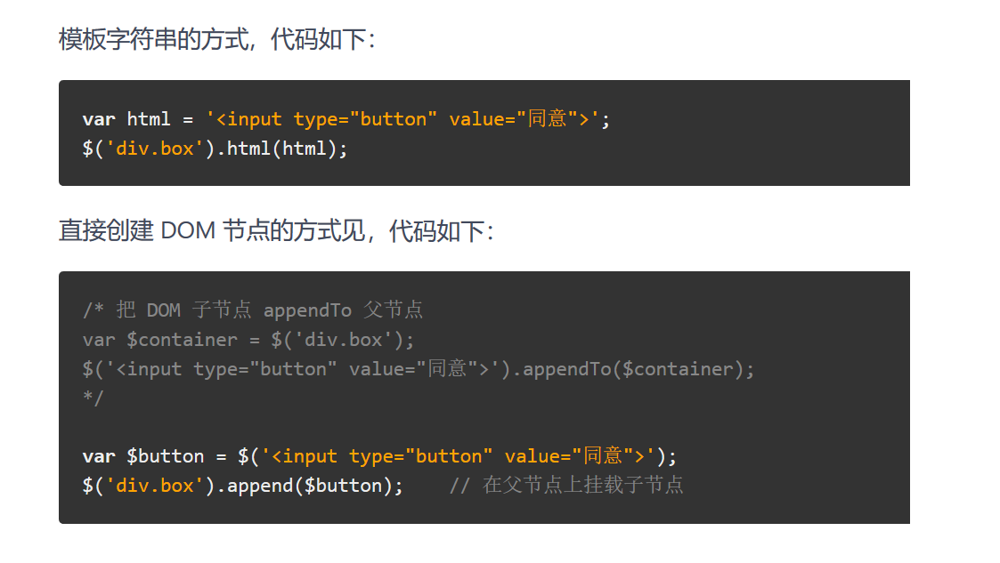 模板字符串的方式，代码如下：
var html = '<input type="button" value="同意">';
$('div.box').html(html);
直接创建 DOM 节点的方式见，代码如下：
/* 把 DOM 子节点 appendTo 父节点
var $container = $('div.box');
$('<input type="button" value="同意">').appendTo($container);
*/
var $button = $('<input type="button" value="同意">');
$('div.box').append($button);    // 在父节点上挂载子节点